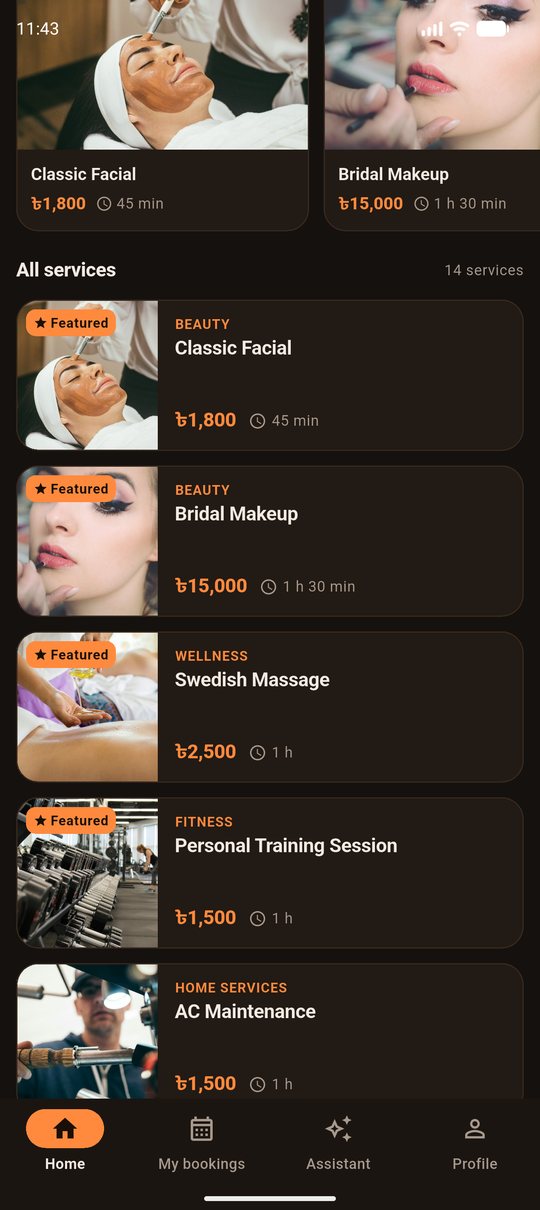 11:43
Classic Facial
৳1,800 45 min
Bridal Makeup
৳15,000 1 h 30 min
All services
14 services
Featured
BEAUTY
Classic Facial
৳1,800 45 min
Featured
BEAUTY
Bridal Makeup
৳15,000 1 h 30 min
Featured
WELLNESS
Swedish Massage
৳2,500 1 h
Featured
FITNESS
Personal Training Session
৳1,500 1 h
HOME SERVICES
AC Maintenance
৳1,500 1 h
Home
My bookings
Assistant
Profile